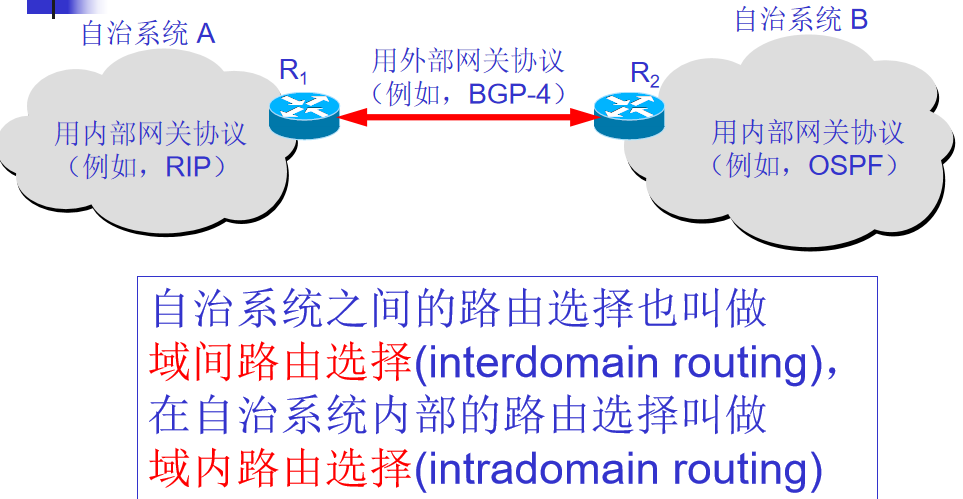 自治系统 A
自治系统 B
R1
用外部网关协议
（例如，BGP-4）
R2
用内部网关协议
（例如，RIP）
用内部网关协议
（例如，OSPF）
自治系统之间的路由选择也叫做
域间路由选择(interdomain routing)，
在自治系统内部的路由选择叫做
域内路由选择(intradomain routing)